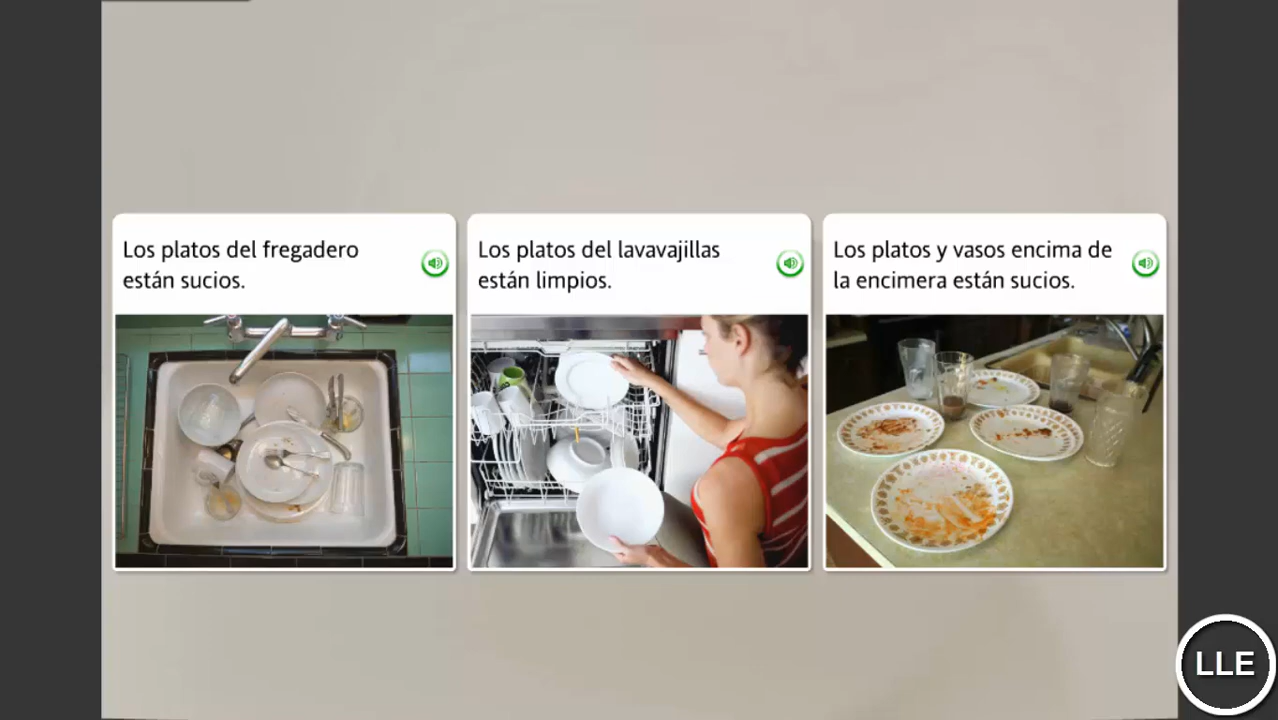 Los platos del fregadero
están sucios.
Los platos del lavavajillas
están limpios.
Los platos y vasos encima de
la encimera están sucios.
LLE